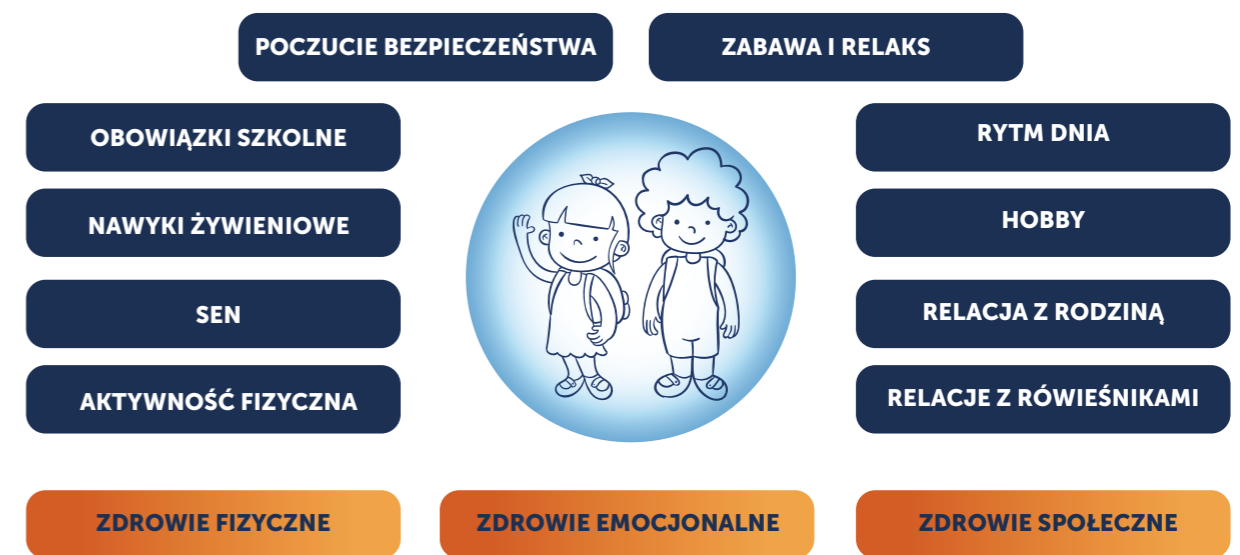 POCZUCIE BEZPIECZEŃSTWA
ZABAWA I RELAKS
OBOWIĄZKI SZKOLNE
RYTM DNIA
NAWYKI ŻYWIENIOWE
HOBBY
SEN
RELACJA Z RODZINĄ
AKTYWNOŚĆ FIZYCZNA
RELACJE Z RÓWIEŚNIKAMI
ZDROWIE FIZYCZNE
ZDROWIE EMOCJONALNE
ZDROWIE SPOŁECZNE